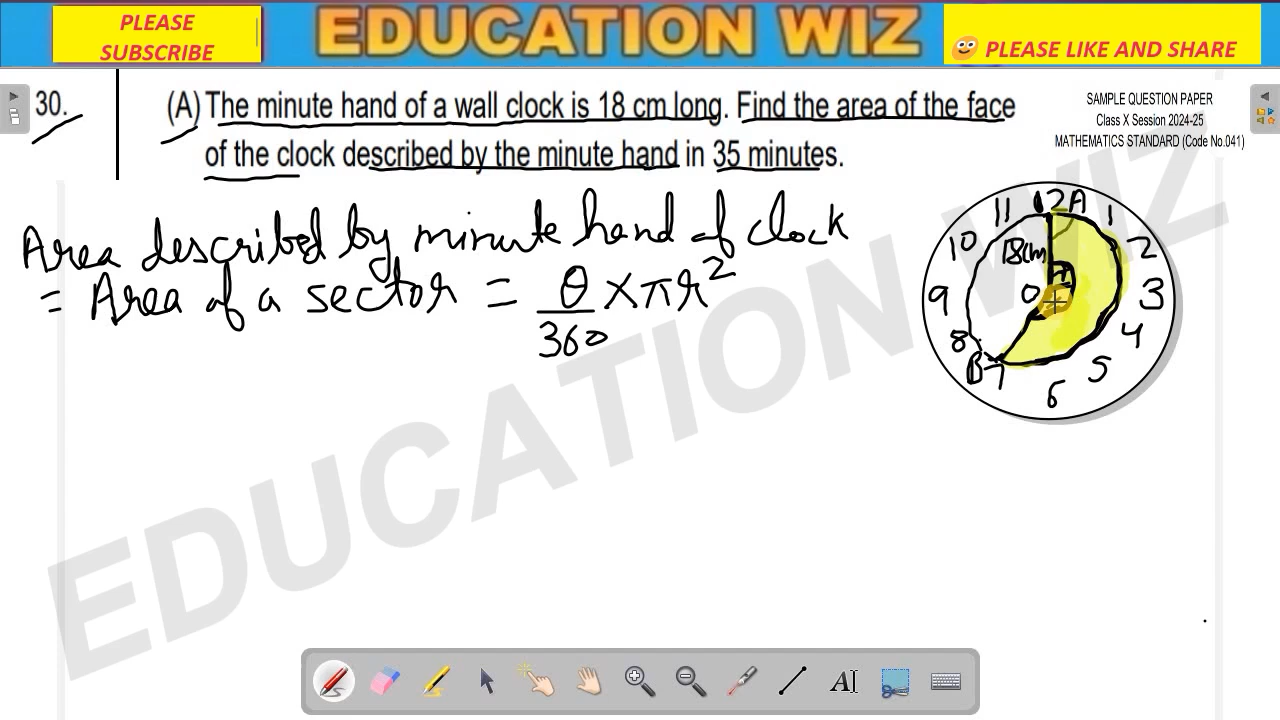 PLEASE
SUBSCRIBE
EDUCATION WIZ
PLEASE LIKE AND SHARE
30.
(A) The minute hand of a wall clock is 18 cm long. Find the area of the face
of the clock described by the minute hand in 35 minutes.
SAMPLE QUESTION PAPER
Class X Session 2024-25
MATHEMATICS STANDARD (Code No.041)
Area described by minute hand of clock
= Area of a sector = θ/360 × πr²
11 12 A 1
10 18cm 2
9 O 3
8 4
B 7 5
6
EDUCATION WIZ
AI